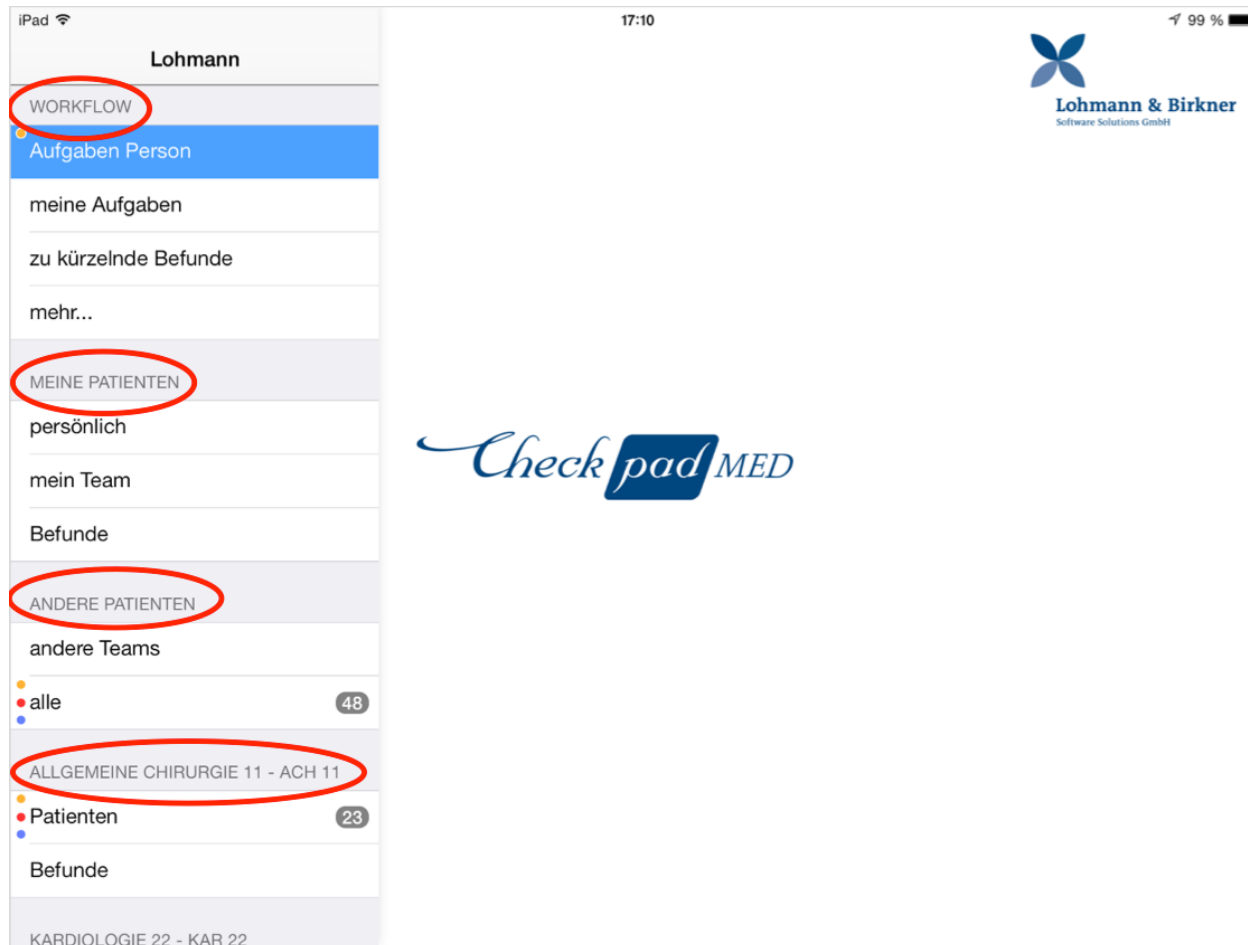 iPad 17:10 99 %
Lohmann
Lohmann & Birkner
Software Solutions GmbH
WORKFLOW
Aufgaben Person
meine Aufgaben
zu kürzelnde Befunde
mehr...
MEINE PATIENTEN
persönlich
mein Team
Befunde
Checkpad MED
ANDERE PATIENTEN
andere Teams
alle 48
ALLGEMEINE CHIRURGIE 11 - ACH 11
Patienten 23
Befunde
KARDIOLOGIE 22 - KAR 22